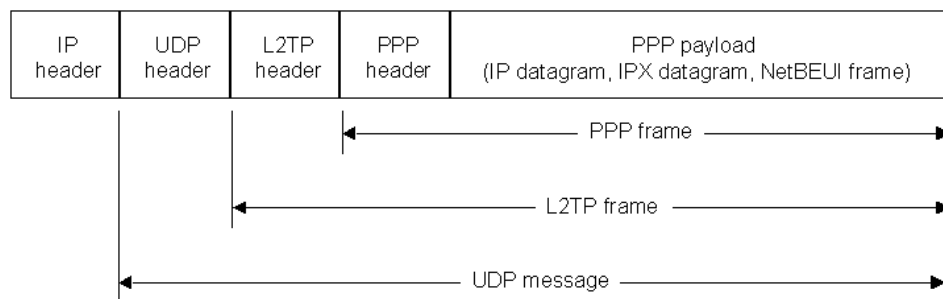 IP
header
UDP
header
L2TP
header
PPP
header
PPP payload
(IP datagram, IPX datagram, NetBEUI frame)
PPP frame
L2TP frame
UDP message